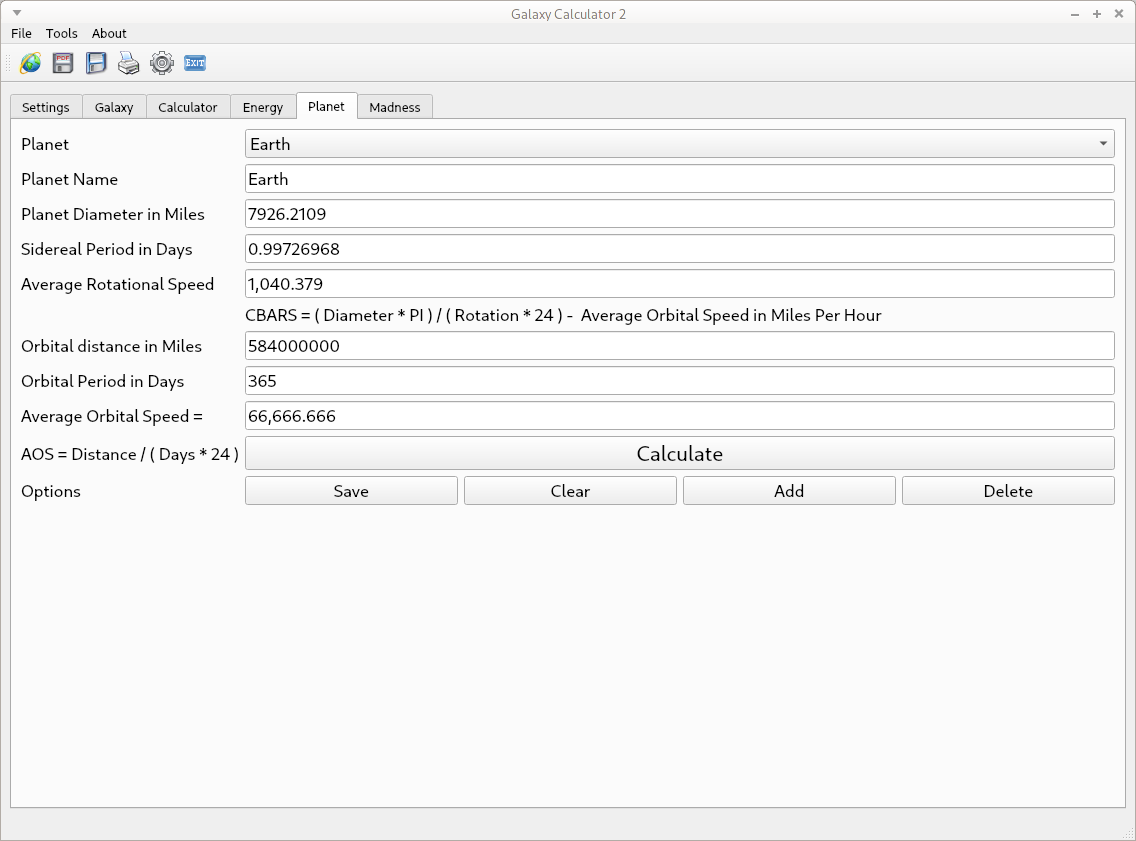 Galaxy Calculator 2
File Tools About
PDF EXIT
Settings Galaxy Calculator Energy Planet Madness
Planet Earth
Planet Name Earth
Planet Diameter in Miles 7926.2109
Sidereal Period in Days 0.99726968
Average Rotational Speed 1,040.379
CBARS = ( Diameter * PI ) / ( Rotation * 24 ) - Average Orbital Speed in Miles Per Hour
Orbital distance in Miles 584000000
Orbital Period in Days 365
Average Orbital Speed = 66,666.666
AOS = Distance / ( Days * 24 ) Calculate
Options Save Clear Add Delete